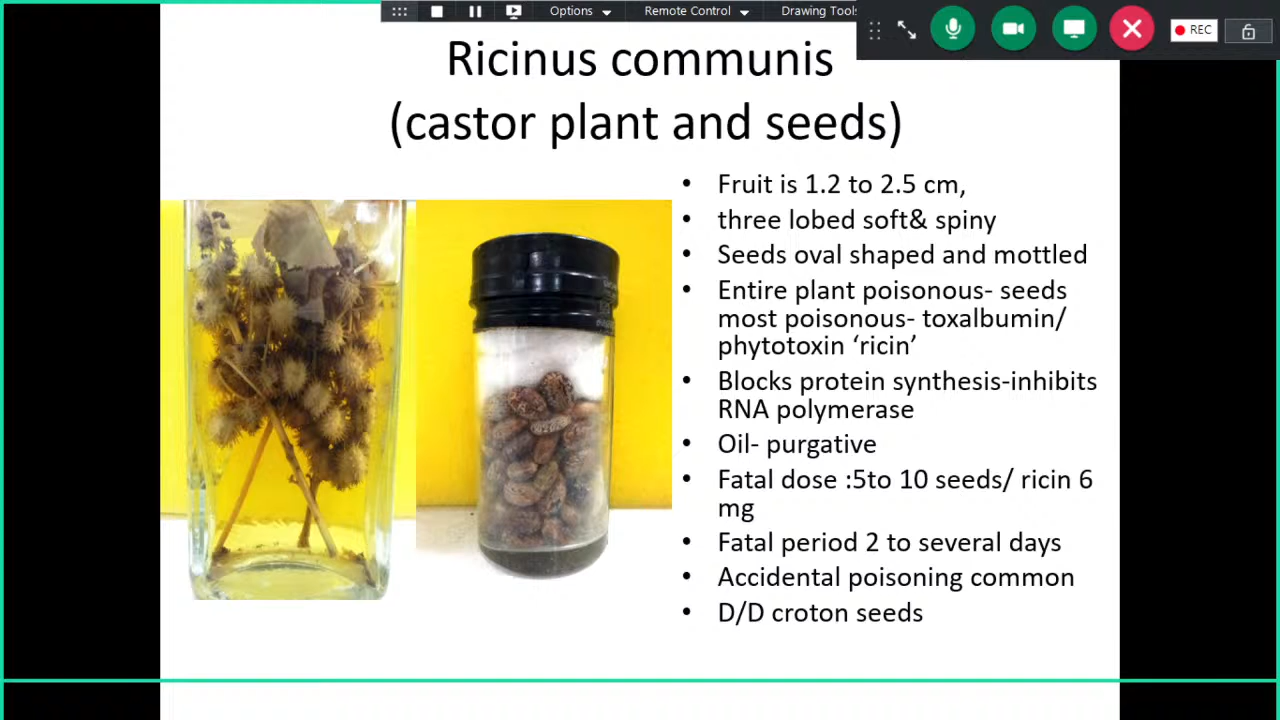 Options
Remote Control
Drawing Tools
REC
Ricinus communis
(castor plant and seeds)
• Fruit is 1.2 to 2.5 cm,
• three lobed soft& spiny
• Seeds oval shaped and mottled
• Entire plant poisonous- seeds
most poisonous- toxalbumin/
phytotoxin ‘ricin’
• Blocks protein synthesis-inhibits
RNA polymerase
• Oil- purgative
• Fatal dose :5to 10 seeds/ ricin 6
mg
• Fatal period 2 to several days
• Accidental poisoning common
• D/D croton seeds